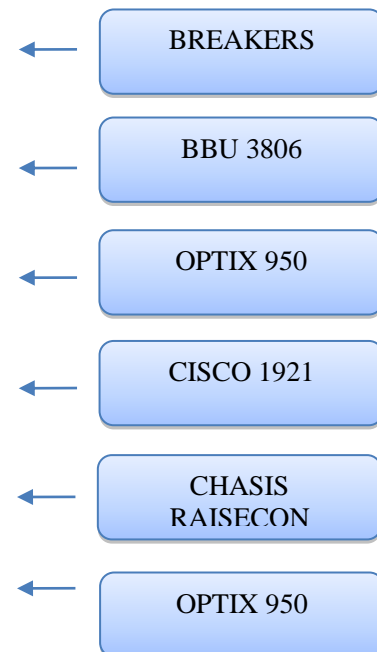 BREAKERS
BBU 3806
OPTIX 950
CISCO 1921
CHASIS
RAISECON
OPTIX 950